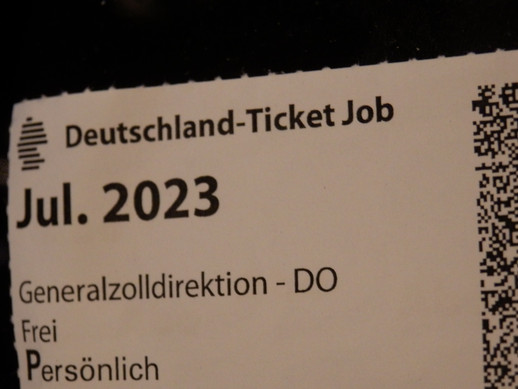 Deutschland-Ticket Job
Jul. 2023
Generalzolldirektion - DO
Frei
Persönlich